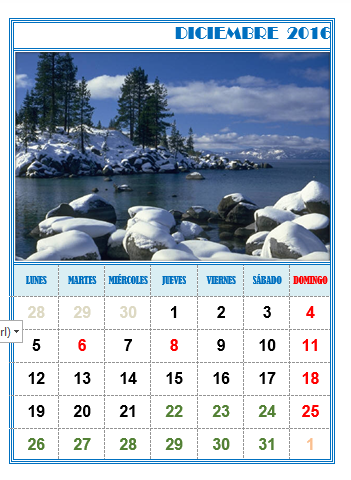 DICIEMBRE 2016
LUNES MARTES MIÉRCOLES JUEVES VIERNES SÁBADO DOMINGO
28 29 30 1 2 3 4
rl)
5 6 7 8 9 10 11
12 13 14 15 16 17 18
19 20 21 22 23 24 25
26 27 28 29 30 31 1